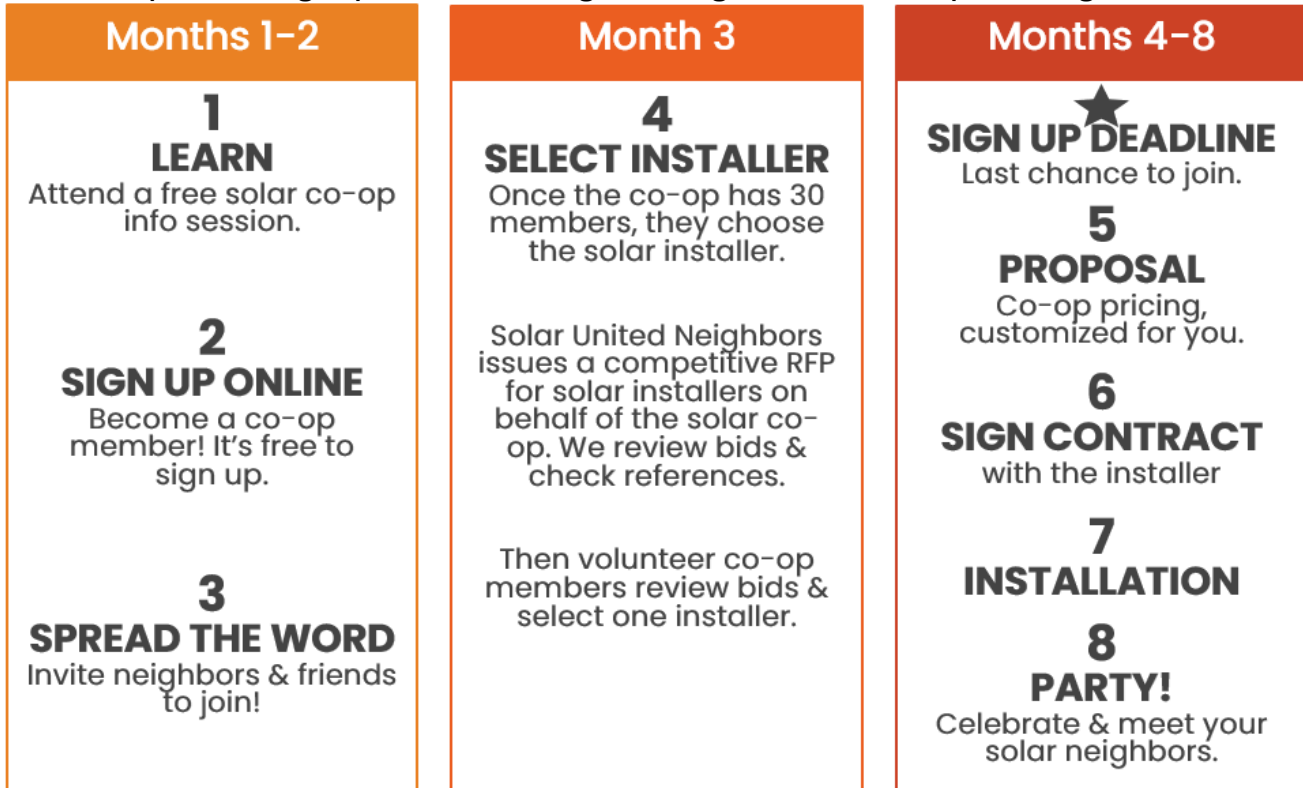 Months 1-2
1
LEARN
Attend a free solar co-op
info session.
2
SIGN UP ONLINE
Become a co-op
member! It's free to
sign up.
3
SPREAD THE WORD
Invite neighbors & friends
to join!
Month 3
4
SELECT INSTALLER
Once the co-op has 30
members, they choose
the solar installer.
Solar United Neighbors
issues a competitive RFP
for solar installers on
behalf of the solar co-
op. We review bids &
check references.
Then volunteer co-op
members review bids &
select one installer.
Months 4-8
SIGN UP DEADLINE
Last chance to join.
5
PROPOSAL
Co-op pricing,
customized for you.
6
SIGN CONTRACT
with the installer
7
INSTALLATION
8
PARTY!
Celebrate & meet your
solar neighbors.